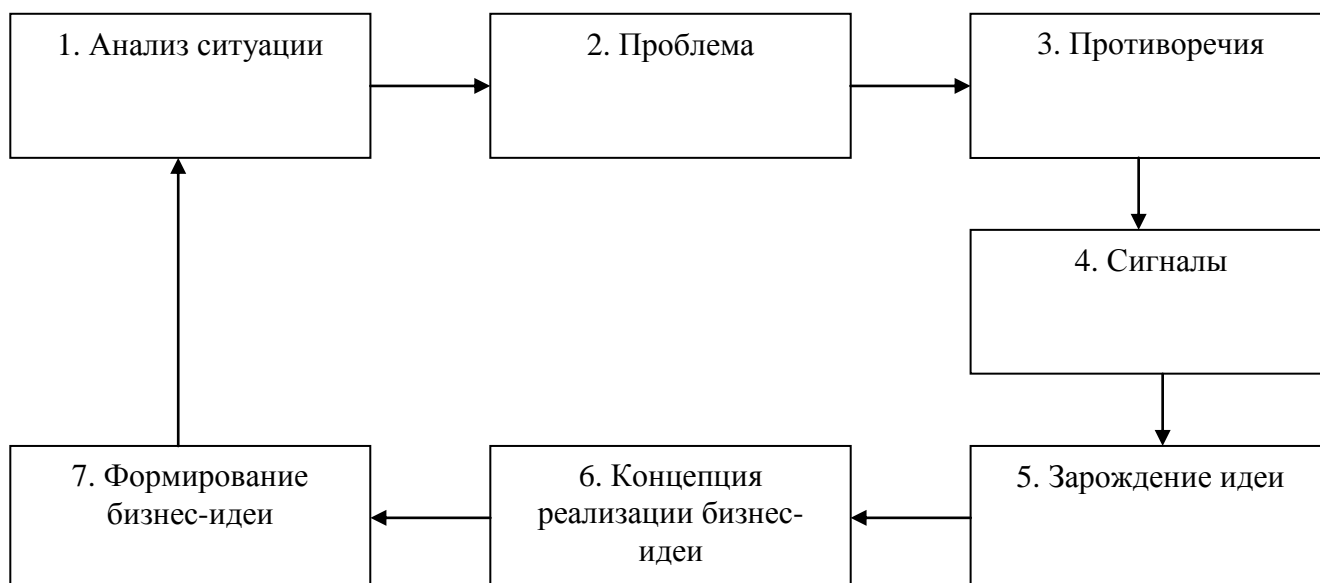 1. Анализ ситуации
2. Проблема
3. Противоречия
4. Сигналы
5. Зарождение идеи
6. Концепция
реализации бизнес-
идеи
7. Формирование
бизнес-идеи